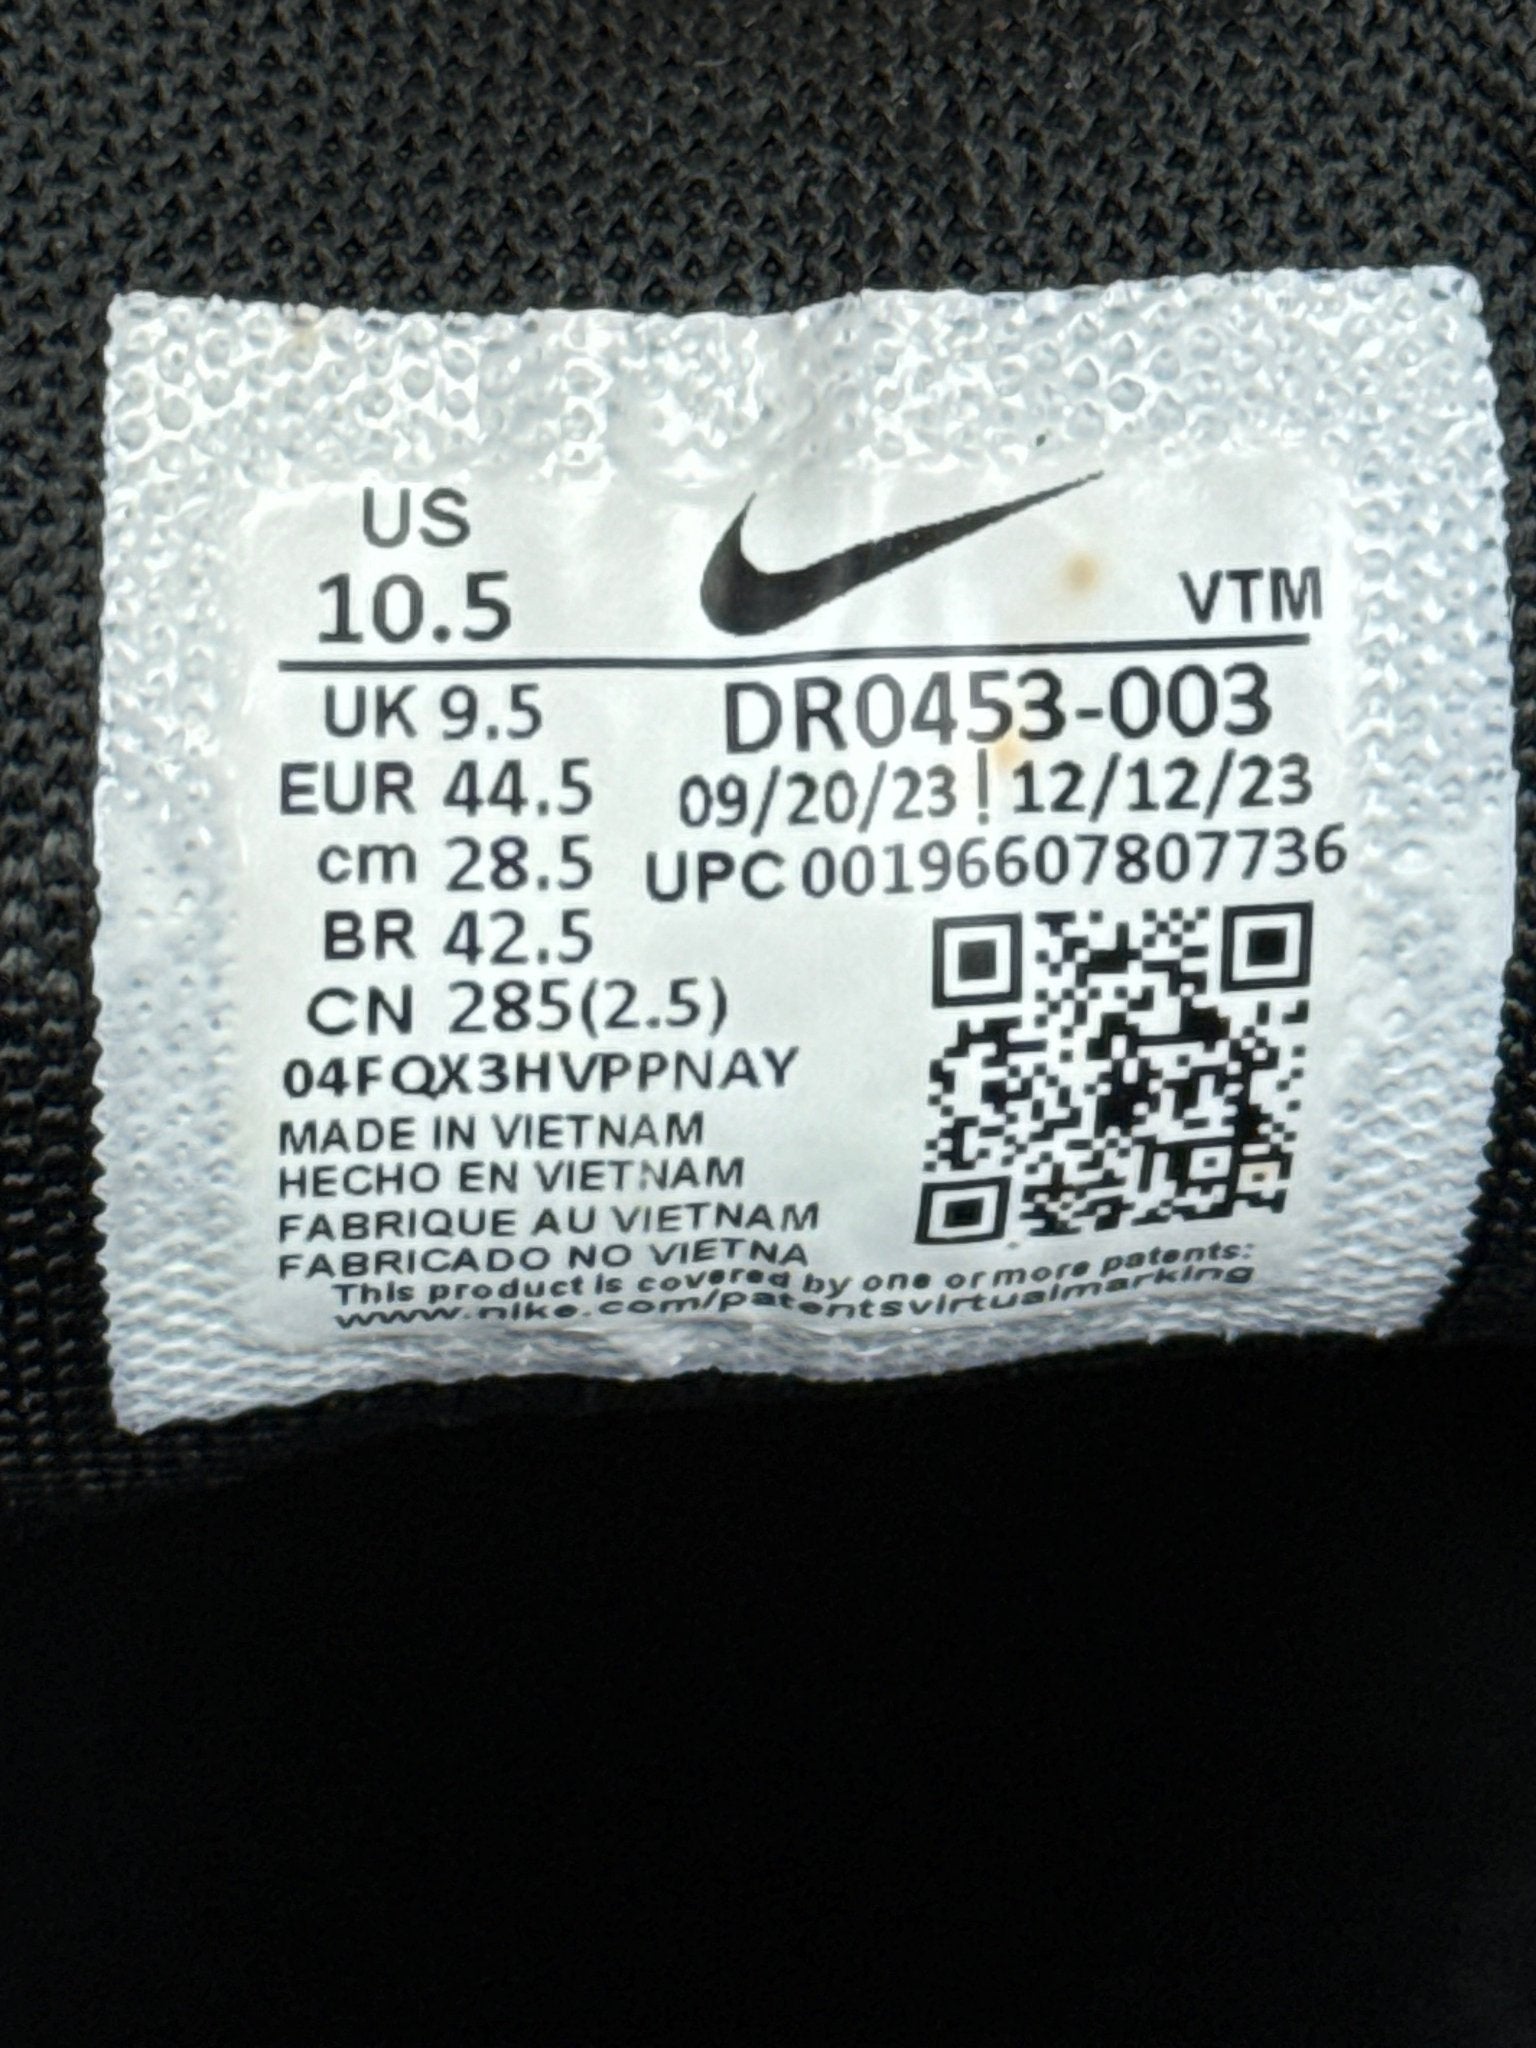 US
10.5
VTM
UK 9.5
EUR 44.5
cm 28.5
BR 42.5
CN 285(2.5)
DR0453-003
09/20/23 | 12/12/23
UPC 00196607807736
04FQX3HVPPNAY
MADE IN VIETNAM
HECHO EN VIETNAM
FABRIQUE AU VIETNAM
FABRICADO NO VIETNA
This product is covered by one or more patents:
www.nike.com/patentsvirtualmarking